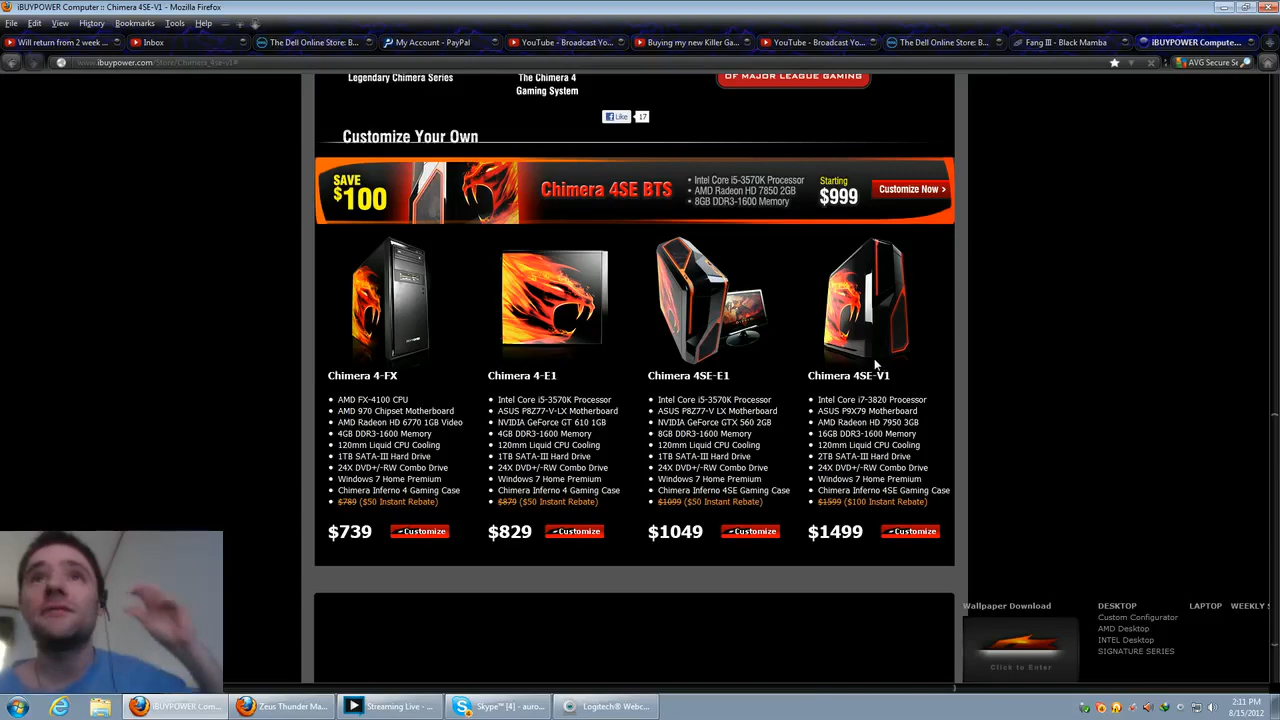 iBUYPOWER Computer :: Chimera 4SE-V1 - Mozilla Firefox
File Edit View History Bookmarks Tools Help
Will return from 2 week ... Inbox The Dell Online Store: B... My Account - PayPal YouTube - Broadcast Yo... Buying my new Killer Ga... YouTube - Broadcast Yo... The Dell Online Store: B... Fang III - Black Mamba iBUYPOWER Compute...
www.ibuypower.com/Store/Chimera_4se-v1# AVG Secure Se
Legendary Chimera Series
The Chimera 4
Gaming System
OF MAJOR LEAGUE GAMING
Like 17
Customize Your Own
SAVE
$100
Chimera 4SE BTS
• Intel Core i5-3570K Processor
• AMD Radeon HD 7850 2GB
• 8GB DDR3-1600 Memory
Starting
$999
Customize Now >
Chimera 4-FX
• AMD FX-4100 CPU
• AMD 970 Chipset Motherboard
• AMD Radeon HD 6770 1GB Video
• 4GB DDR3-1600 Memory
• 120mm Liquid CPU Cooling
• 1TB SATA-III Hard Drive
• 24X DVD+/-RW Combo Drive
• Windows 7 Home Premium
• Chimera Inferno 4 Gaming Case
• $789 ($50 Instant Rebate)
$739 Customize
Chimera 4-E1
• Intel Core i5-3570K Processor
• ASUS P8Z77-V-LX Motherboard
• NVIDIA GeForce GT 610 1GB
• 4GB DDR3-1600 Memory
• 120mm Liquid CPU Cooling
• 1TB SATA-III Hard Drive
• 24X DVD+/-RW Combo Drive
• Windows 7 Home Premium
• Chimera Inferno 4 Gaming Case
• $879 ($50 Instant Rebate)
$829 Customize
Chimera 4SE-E1
• Intel Core i5-3570K Processor
• ASUS P8Z77-V LX Motherboard
• NVIDIA GeForce GTX 560 2GB
• 8GB DDR3-1600 Memory
• 120mm Liquid CPU Cooling
• 1TB SATA-III Hard Drive
• 24X DVD+/-RW Combo Drive
• Windows 7 Home Premium
• Chimera Inferno 4SE Gaming Case
• $1099 ($50 Instant Rebate)
$1049 Customize
Chimera 4SE-V1
• Intel Core i7-3820 Processor
• ASUS P9X79 Motherboard
• AMD Radeon HD 7950 3GB
• 16GB DDR3-1600 Memory
• 120mm Liquid CPU Cooling
• 2TB SATA-III Hard Drive
• 24X DVD+/-RW Combo Drive
• Windows 7 Home Premium
• Chimera Inferno 4SE Gaming Case
• $1599 ($100 Instant Rebate)
$1499 Customize
Wallpaper Download
Click to Enter
DESKTOP
Custom Configurator
AMD Desktop
INTEL Desktop
SIGNATURE SERIES
LAPTOP
WEEKLY S
iBUYPOWER Com... Zeus Thunder Ma... Streaming Live - ... Skype™ [4] - auro... Logitech® Webc...
2:11 PM
8/15/2012